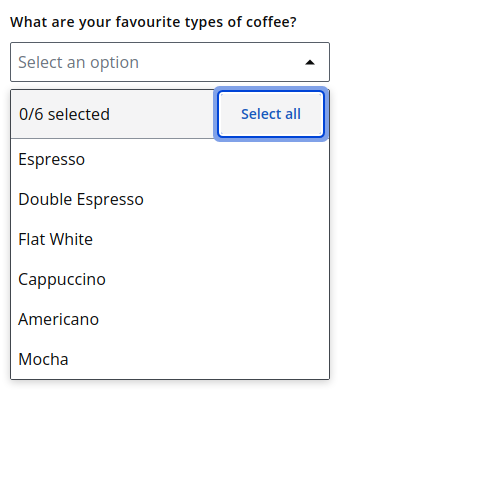 What are your favourite types of coffee?
Select an option
0/6 selected Select all
Espresso
Double Espresso
Flat White
Cappuccino
Americano
Mocha